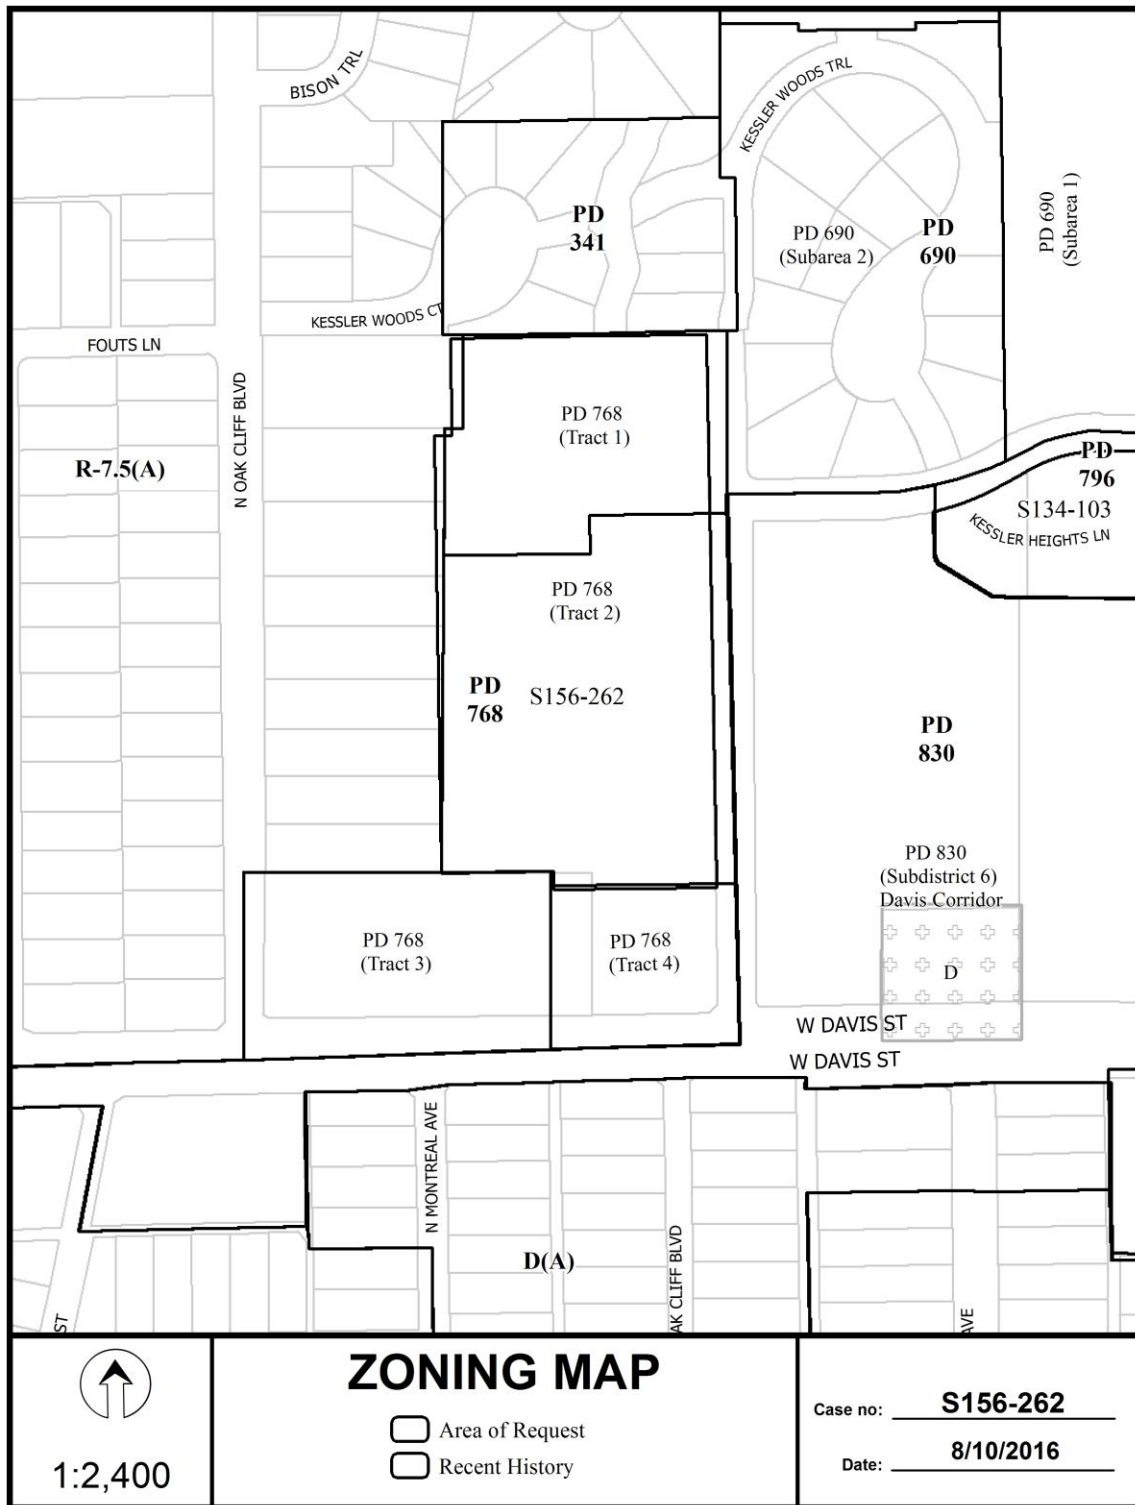 BISON TRL
KESSLER WOODS TRL
PD
341
PD 690
(Subarea 2)
PD
690
PD 690
(Subarea 1)
KESSLER WOODS CT
FOUTS LN
N OAK CLIFF BLVD
R-7.5(A)
PD 768
(Tract 1)
PD
796
S134-103
KESSLER HEIGHTS LN
PD 768
(Tract 2)
PD
768
S156-262
PD
830
PD 830
(Subdistrict 6)
Davis Corridor
D
PD 768
(Tract 3)
PD 768
(Tract 4)
W DAVIS ST
W DAVIS ST
N MONTREAL AVE
D(A)
AK CLIFF BLVD
ST
AVE
1:2,400
ZONING MAP
Area of Request
Recent History
Case no: S156-262
Date: 8/10/2016